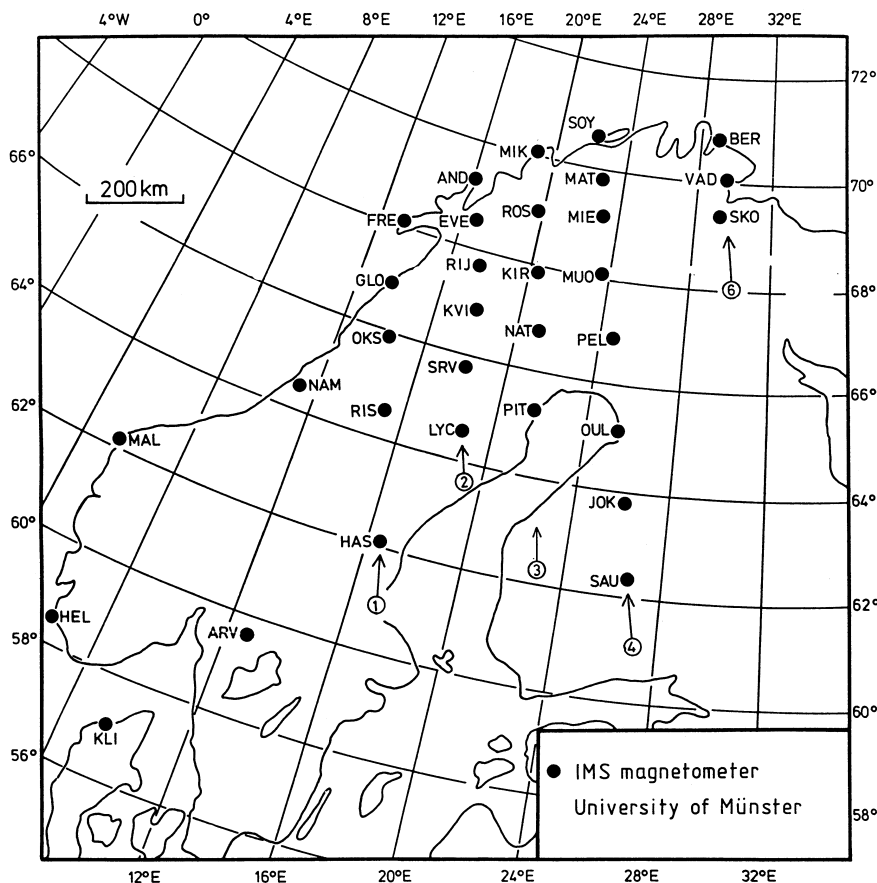 4°W 0° 4°E 8°E 12°E 16°E 20°E 24°E 28°E 32°E
72°
SOY
BER
MIK
66°
AND MAT VAD 70°
200km
FRE EVE ROS MIE SKO
RIJ
KIR MUO
GLO
64° 6 68°
KVI
OKS NAT PEL
SRV
NAM 66°
62° RIS PIT
LYC OUL
MAL
2
64°
JOK
60°
HAS
3
SAU
1 62°
HEL
ARV
58° 4
60°
KLI
56°
IMS magnetometer
University of Münster
58°
12°E 16°E 20°E 24°E 28°E 32°E